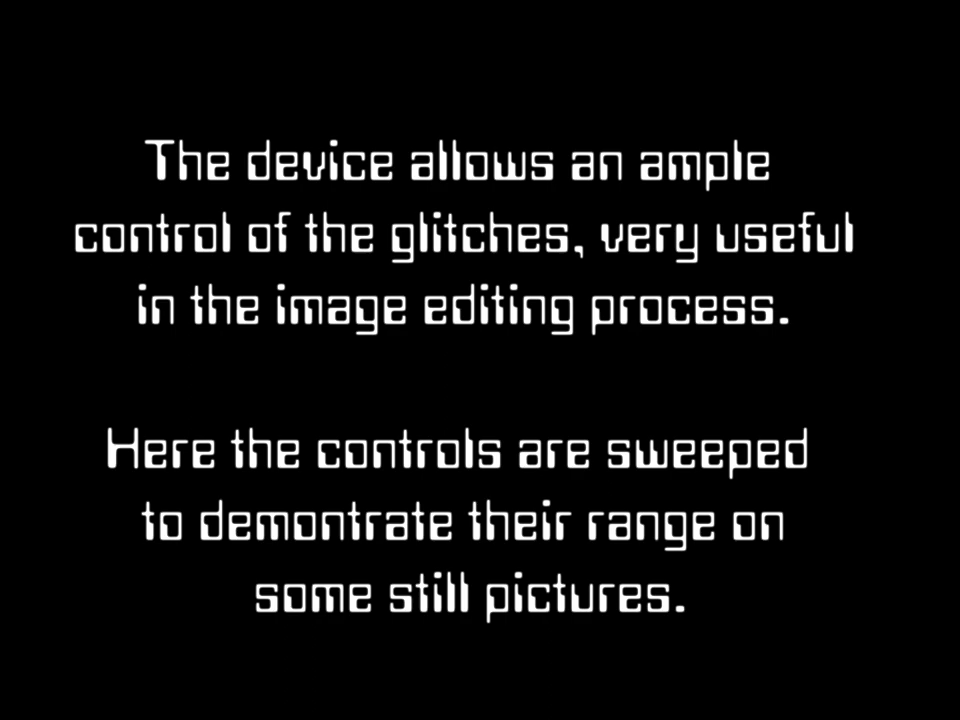 The device allows an ample
control of the glitches, very useful
in the image editing process.
Here the controls are sweeped
to demontrate their range on
some still pictures.